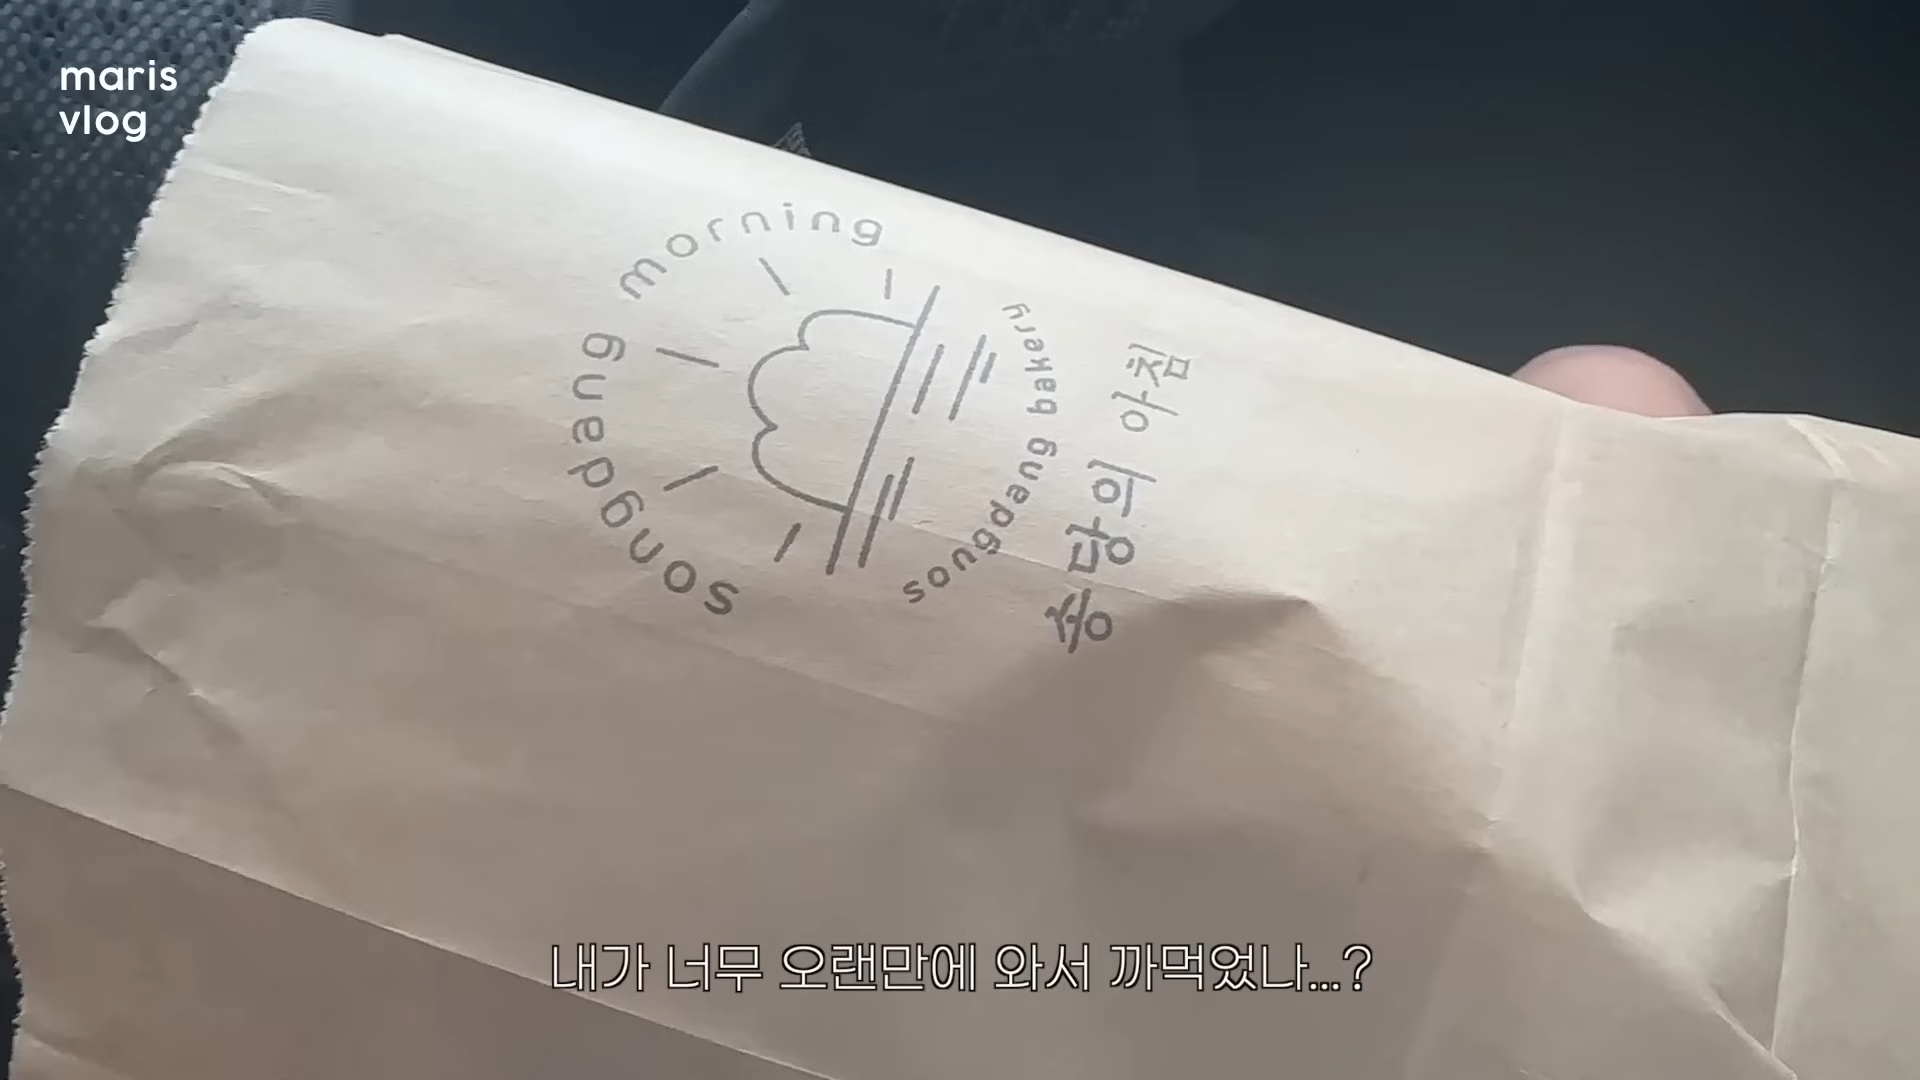 maris
vlog
songdang morning
songdang bakery
송당의 아침
내가 너무 오랜만에 와서 까먹었나...?